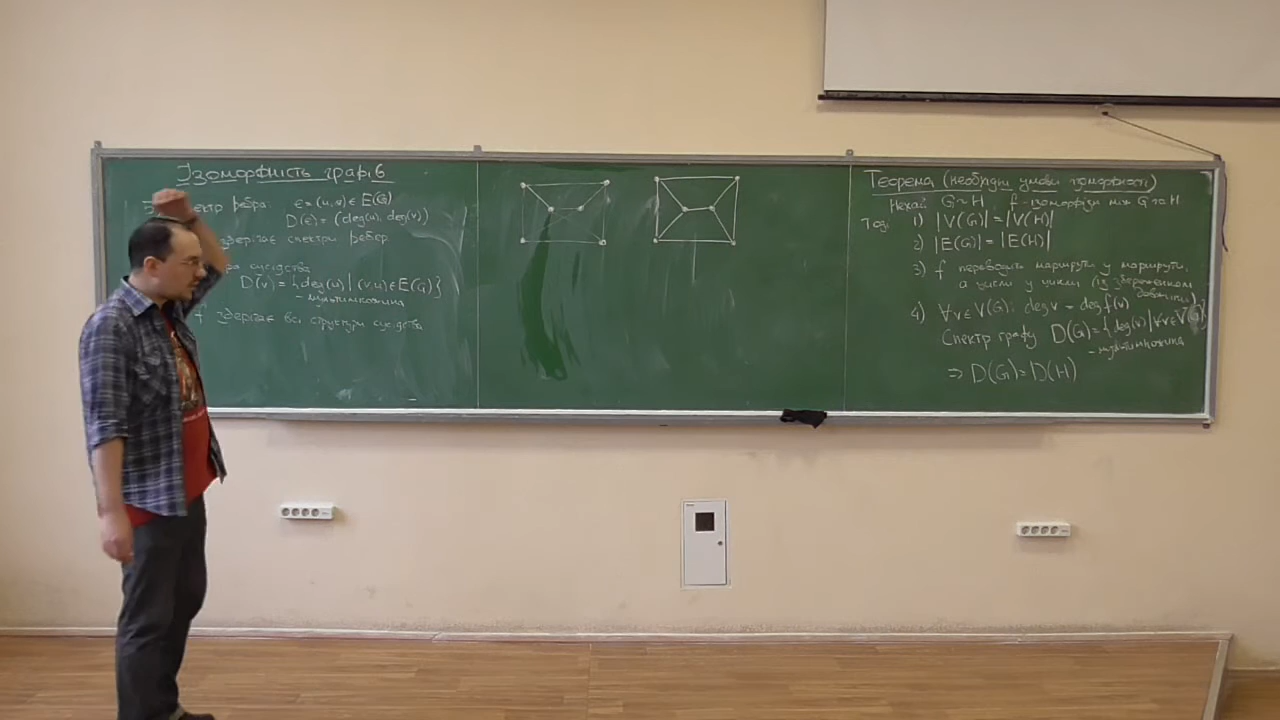 Ізоморфність графів
спектр ребра: e=(u,v)∈E(G)
D(e)=(deg(u), deg(v))
зберігає спектри ребер
сусідства
D(v)={deg(u) | (v,u)∈E(G)}
- мультимножина
f зберігає всі структури сусідства
Теорема (необхідні умови ізоморфності)
Нехай G≃H, f-ізоморфізм між G та H
Тоді 1) |V(G)|=|V(H)|
2) |E(G)|=|E(H)|
3) f переводить маршрути у маршрути,
а цикли у цикли (із збереженням
довжини)
4) ∀v∈V(G): deg v = deg f(v)
Спектр графу D(G)={deg(v) | ∀v∈V(G)}
- мультимножина
⇒ D(G)=D(H)